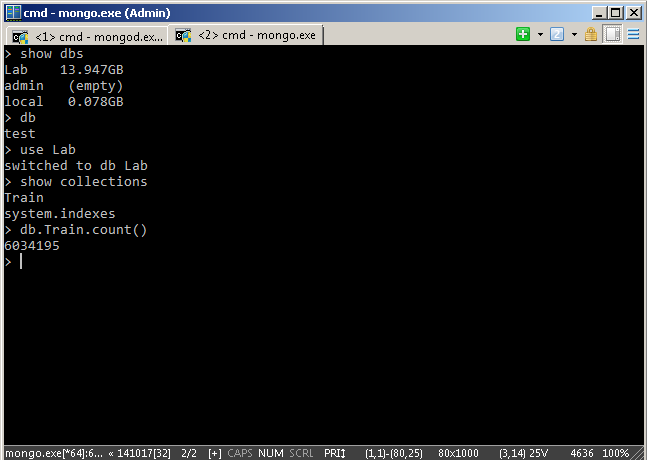 cmd - mongo.exe (Admin)
<1> cmd - mongod.ex... <2> cmd - mongo.exe
> show dbs
Lab 13.947GB
admin (empty)
local 0.078GB
> db
test
> use Lab
switched to db Lab
> show collections
Train
system.indexes
> db.Train.count()
6034195
>
mongo.exe[*64]:6... « 141017[32] 2/2 [+] CAPS NUM SCRL PRI↕ (1,1)-(80,25) 80x1000 (3,14) 25V 4636 100%